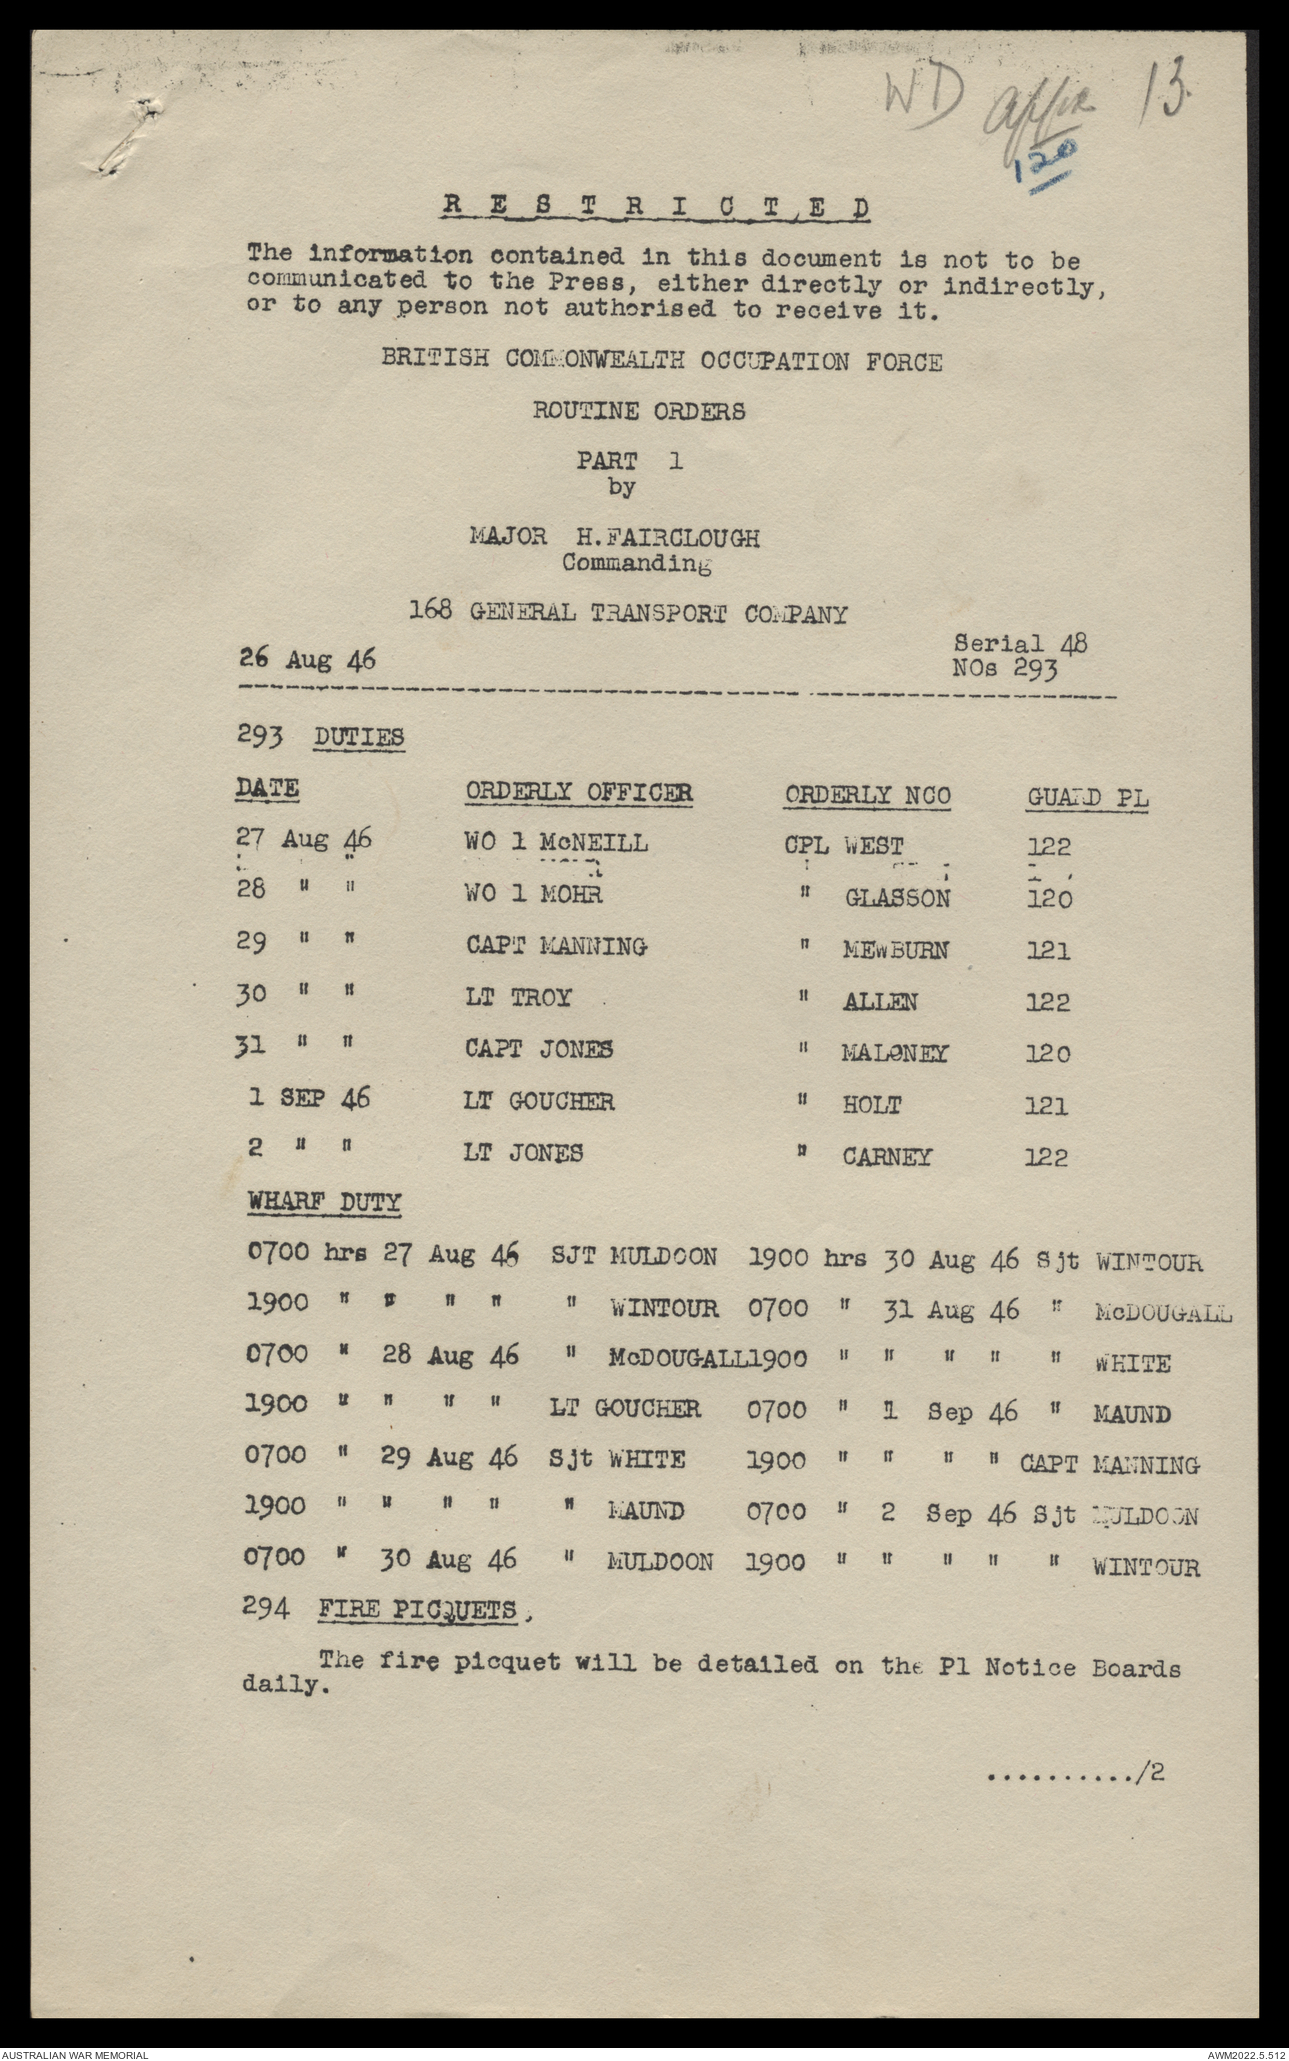 WD Appx 13.
120
R E S T R I C T E D
The information contained in this document is not to be
communicated to the Press, either directly or indirectly,
or to any person not authorised to receive it.
BRITISH COMMONWEALTH OCCUPATION FORCE
ROUTINE ORDERS
PART 1
by
MAJOR H.FAIRCLOUGH
Commanding
168 GENERAL TRANSPORT COMPANY
Serial 48
26 Aug 46 NOs 293
293 DUTIES
DATE ORDERLY OFFICER ORDERLY NCO GUARD PL
27 Aug 46 WO 1 McNEILL CPL WEST 122
28 " " WO 1 MOHR " GLASSON 120
29 " " CAPT MANNING " MEWBURN 121
30 " " LT TROY " ALLEN 122
31 " " CAPT JONES " MALONEY 120
1 SEP 46 LT GOUCHER " HOLT 121
2 " " LT JONES " CARNEY 122
WHARF DUTY
0700 hrs 27 Aug 46 SJT MULDOON 1900 hrs 30 Aug 46 Sjt WINTOUR
1900 " " " " " WINTOUR 0700 " 31 Aug 46 " McDOUGALL
0700 " 28 Aug 46 " McDOUGALL1900 " " " " " WHITE
1900 " " " " LT GOUCHER 0700 " 1 Sep 46 " MAUND
0700 " 29 Aug 46 Sjt WHITE 1900 " " " " CAPT MANNING
1900 " " " " " MAUND 0700 " 2 Sep 46 Sjt MULDOON
0700 " 30 Aug 46 " MULDOON 1900 " " " " " WINTOUR
294 FIRE PICQUETS,
The fire picquet will be detailed on the Pl Notice Boards
daily.
........../2
AUSTRALIAN WAR MEMORIAL AWM2022.5.512